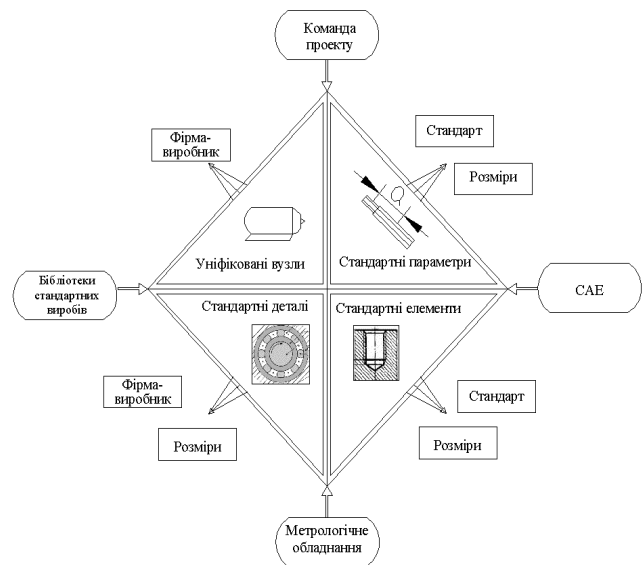 Команда
проекту
Фірма-
виробник
Стандарт
Розміри
Уніфіковані вузли
Стандартні параметри
Бібліотеки
стандартних
виробів
САЕ
Стандартні деталі
Стандартні елементи
Фірма-
виробник
Стандарт
Розміри
Розміри
Метрологічне
обладнання